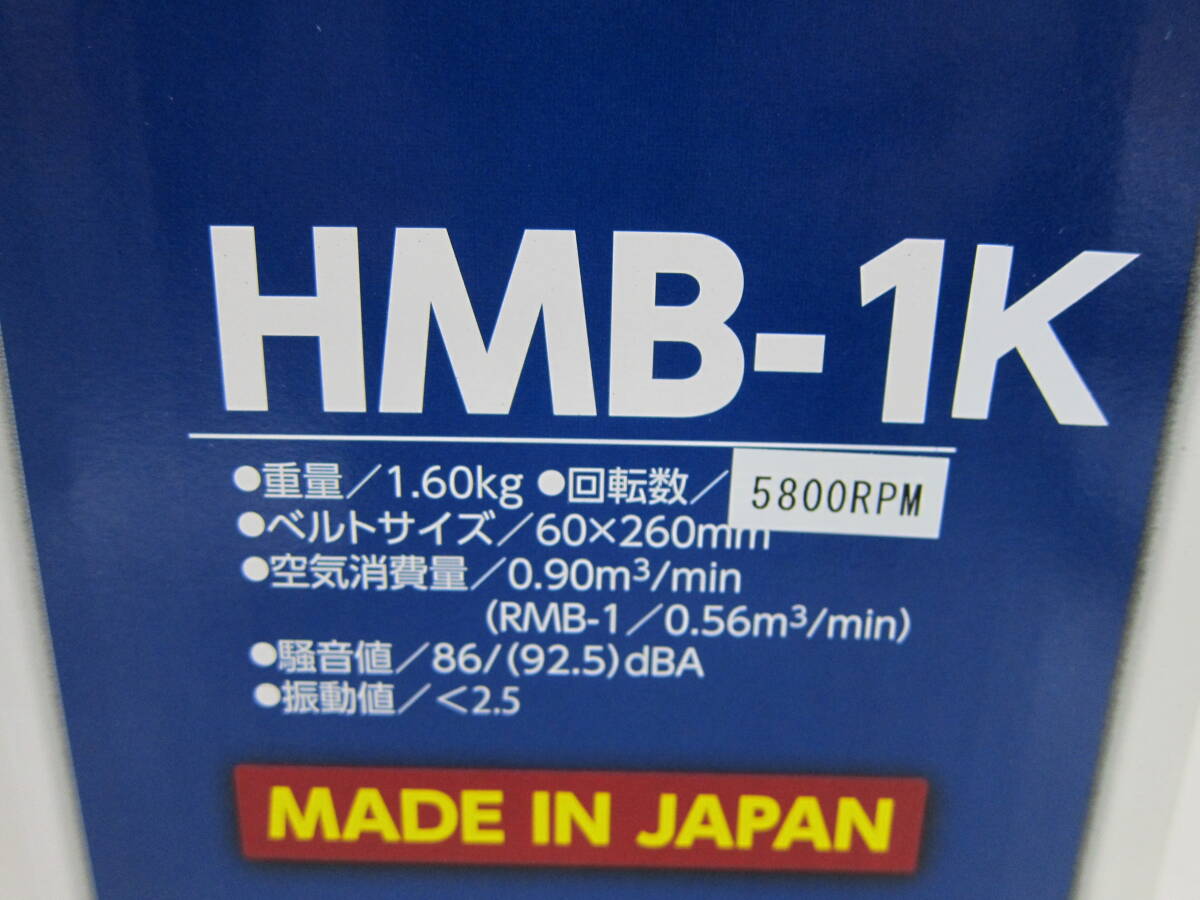 HMB-1K
●重量／1.60kg ●回転数／5800RPM
●ベルトサイズ／60×260mm
●空気消費量／0.90m³/min
(RMB-1／0.56m³/min)
●騒音値／86/(92.5)dBA
●振動値／<2.5
MADE IN JAPAN